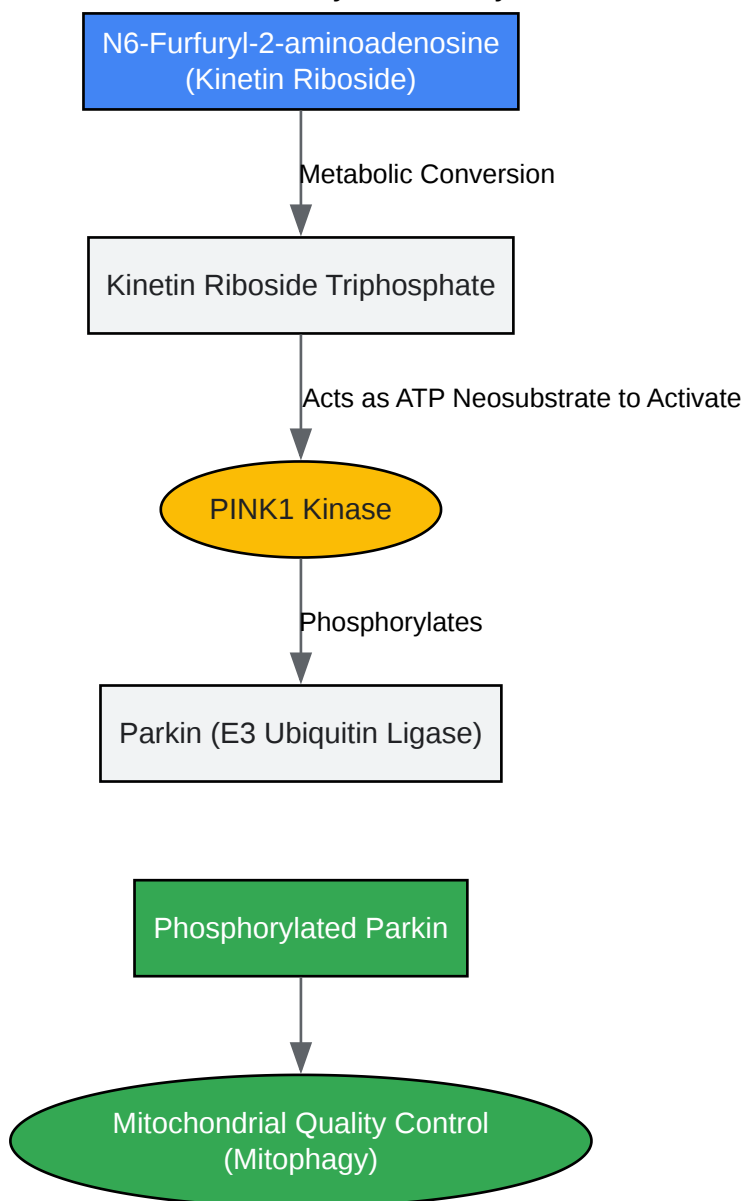 N6-Furfuryl-2-aminoadenosine
(Kinetin Riboside)
Metabolic Conversion
Kinetin Riboside Triphosphate
Acts as ATP Neosubstrate to Activate
PINK1 Kinase
Phosphorylates
Parkin (E3 Ubiquitin Ligase)
Phosphorylated Parkin
Mitochondrial Quality Control
(Mitophagy)